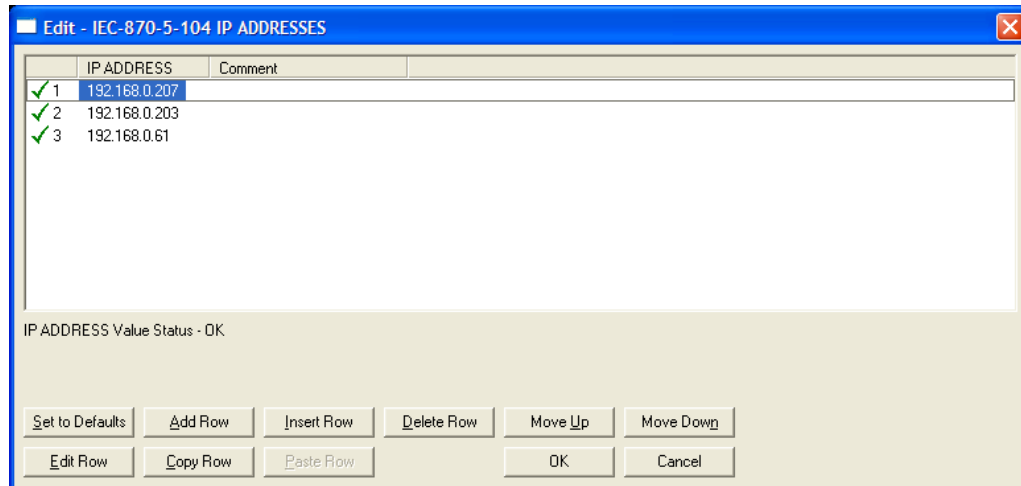 Edit - IEC-870-5-104 IP ADDRESSES
IP ADDRESS Comment
1 192.168.0.207
2 192.168.0.203
3 192.168.0.61
IP ADDRESS Value Status - OK
Set to Defaults Add Row Insert Row Delete Row Move Up Move Down
Edit Row Copy Row Paste Row OK Cancel